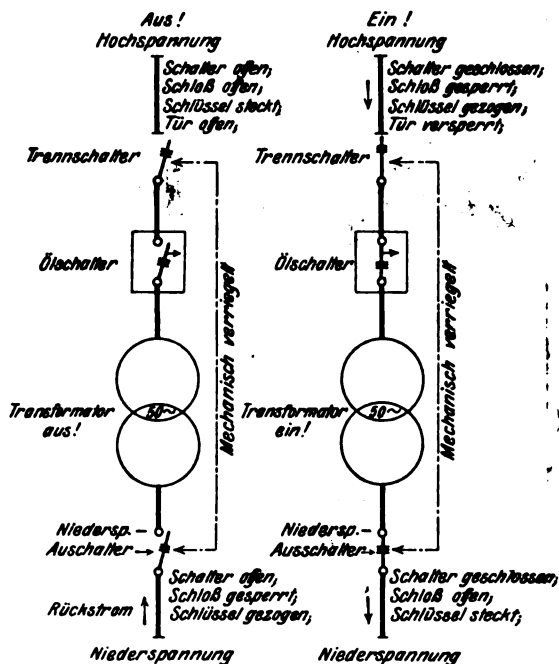 Aus!
Hochspannung
Schalter offen;
Schloß offen;
Schlüssel steckt;
Tür offen;
Trennschalter
Ölschalter
Mechanisch verriegelt
Transformator
aus!
50~
Niedersp.-
Auschalter
Schalter offen;
Schloß gesperrt;
Schlüssel gezogen;
Rückstrom
Niederspannung
Ein!
Hochspannung
Schalter geschlossen;
Schloß gesperrt;
Schlüssel gezogen;
Tür versperrt;
Trennschalter
Ölschalter
Mechanisch verriegelt
Transformator
ein!
50~
Niedersp.-
Ausschalter
Schalter geschlossen;
Schloß offen;
Schlüssel steckt;
Niederspannung